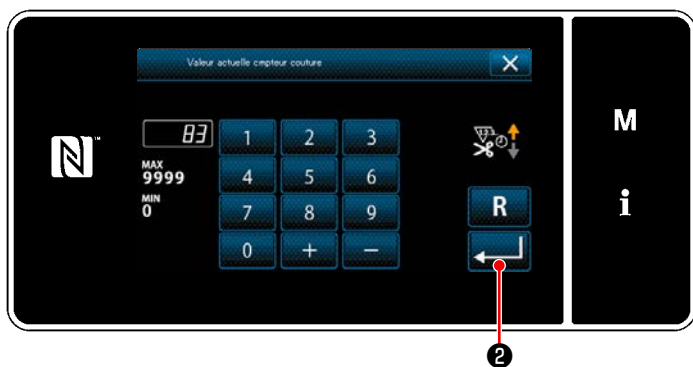 Valeur actuelle cmpteur couture
83
1 2 3
MAX
9999
4 5 6
MIN
0
7 8 9
0 + −
R
M
i
N
123
❷